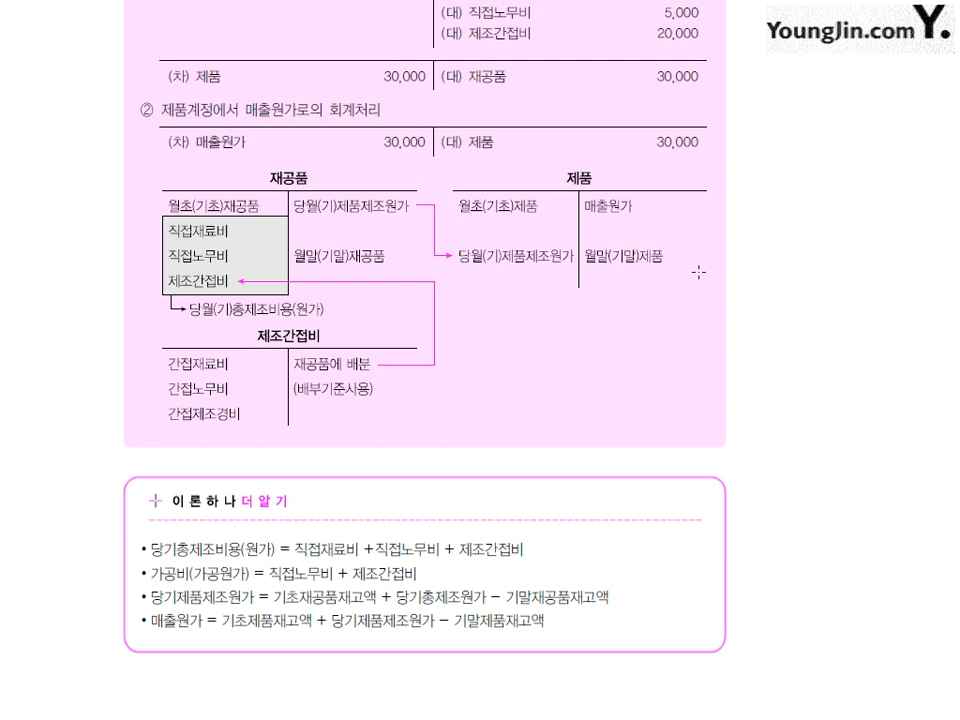 YoungJin.com Y.
(대) 직접노무비 5,000
(대) 제조간접비 20,000
(차) 제품 30,000 (대) 재공품 30,000
② 제품계정에서 매출원가로의 회계처리
(차) 매출원가 30,000 (대) 제품 30,000
재공품 제품
월초(기초)재공품 당월(기)제품제조원가 월초(기초)제품 매출원가
직접재료비
직접노무비 월말(기말)재공품 당월(기)제품제조원가 월말(기말)제품
제조간접비
당월(기)총제조비용(원가)
제조간접비
간접재료비 재공품에 배분
간접노무비 (배부기준사용)
간접제조경비
이론하나 더알기
• 당기총제조비용(원가) = 직접재료비 +직접노무비 + 제조간접비
• 가공비(가공원가) = 직접노무비 + 제조간접비
• 당기제품제조원가 = 기초재공품재고액 + 당기총제조원가 − 기말재공품재고액
• 매출원가 = 기초제품재고액 + 당기제품제조원가 − 기말제품재고액